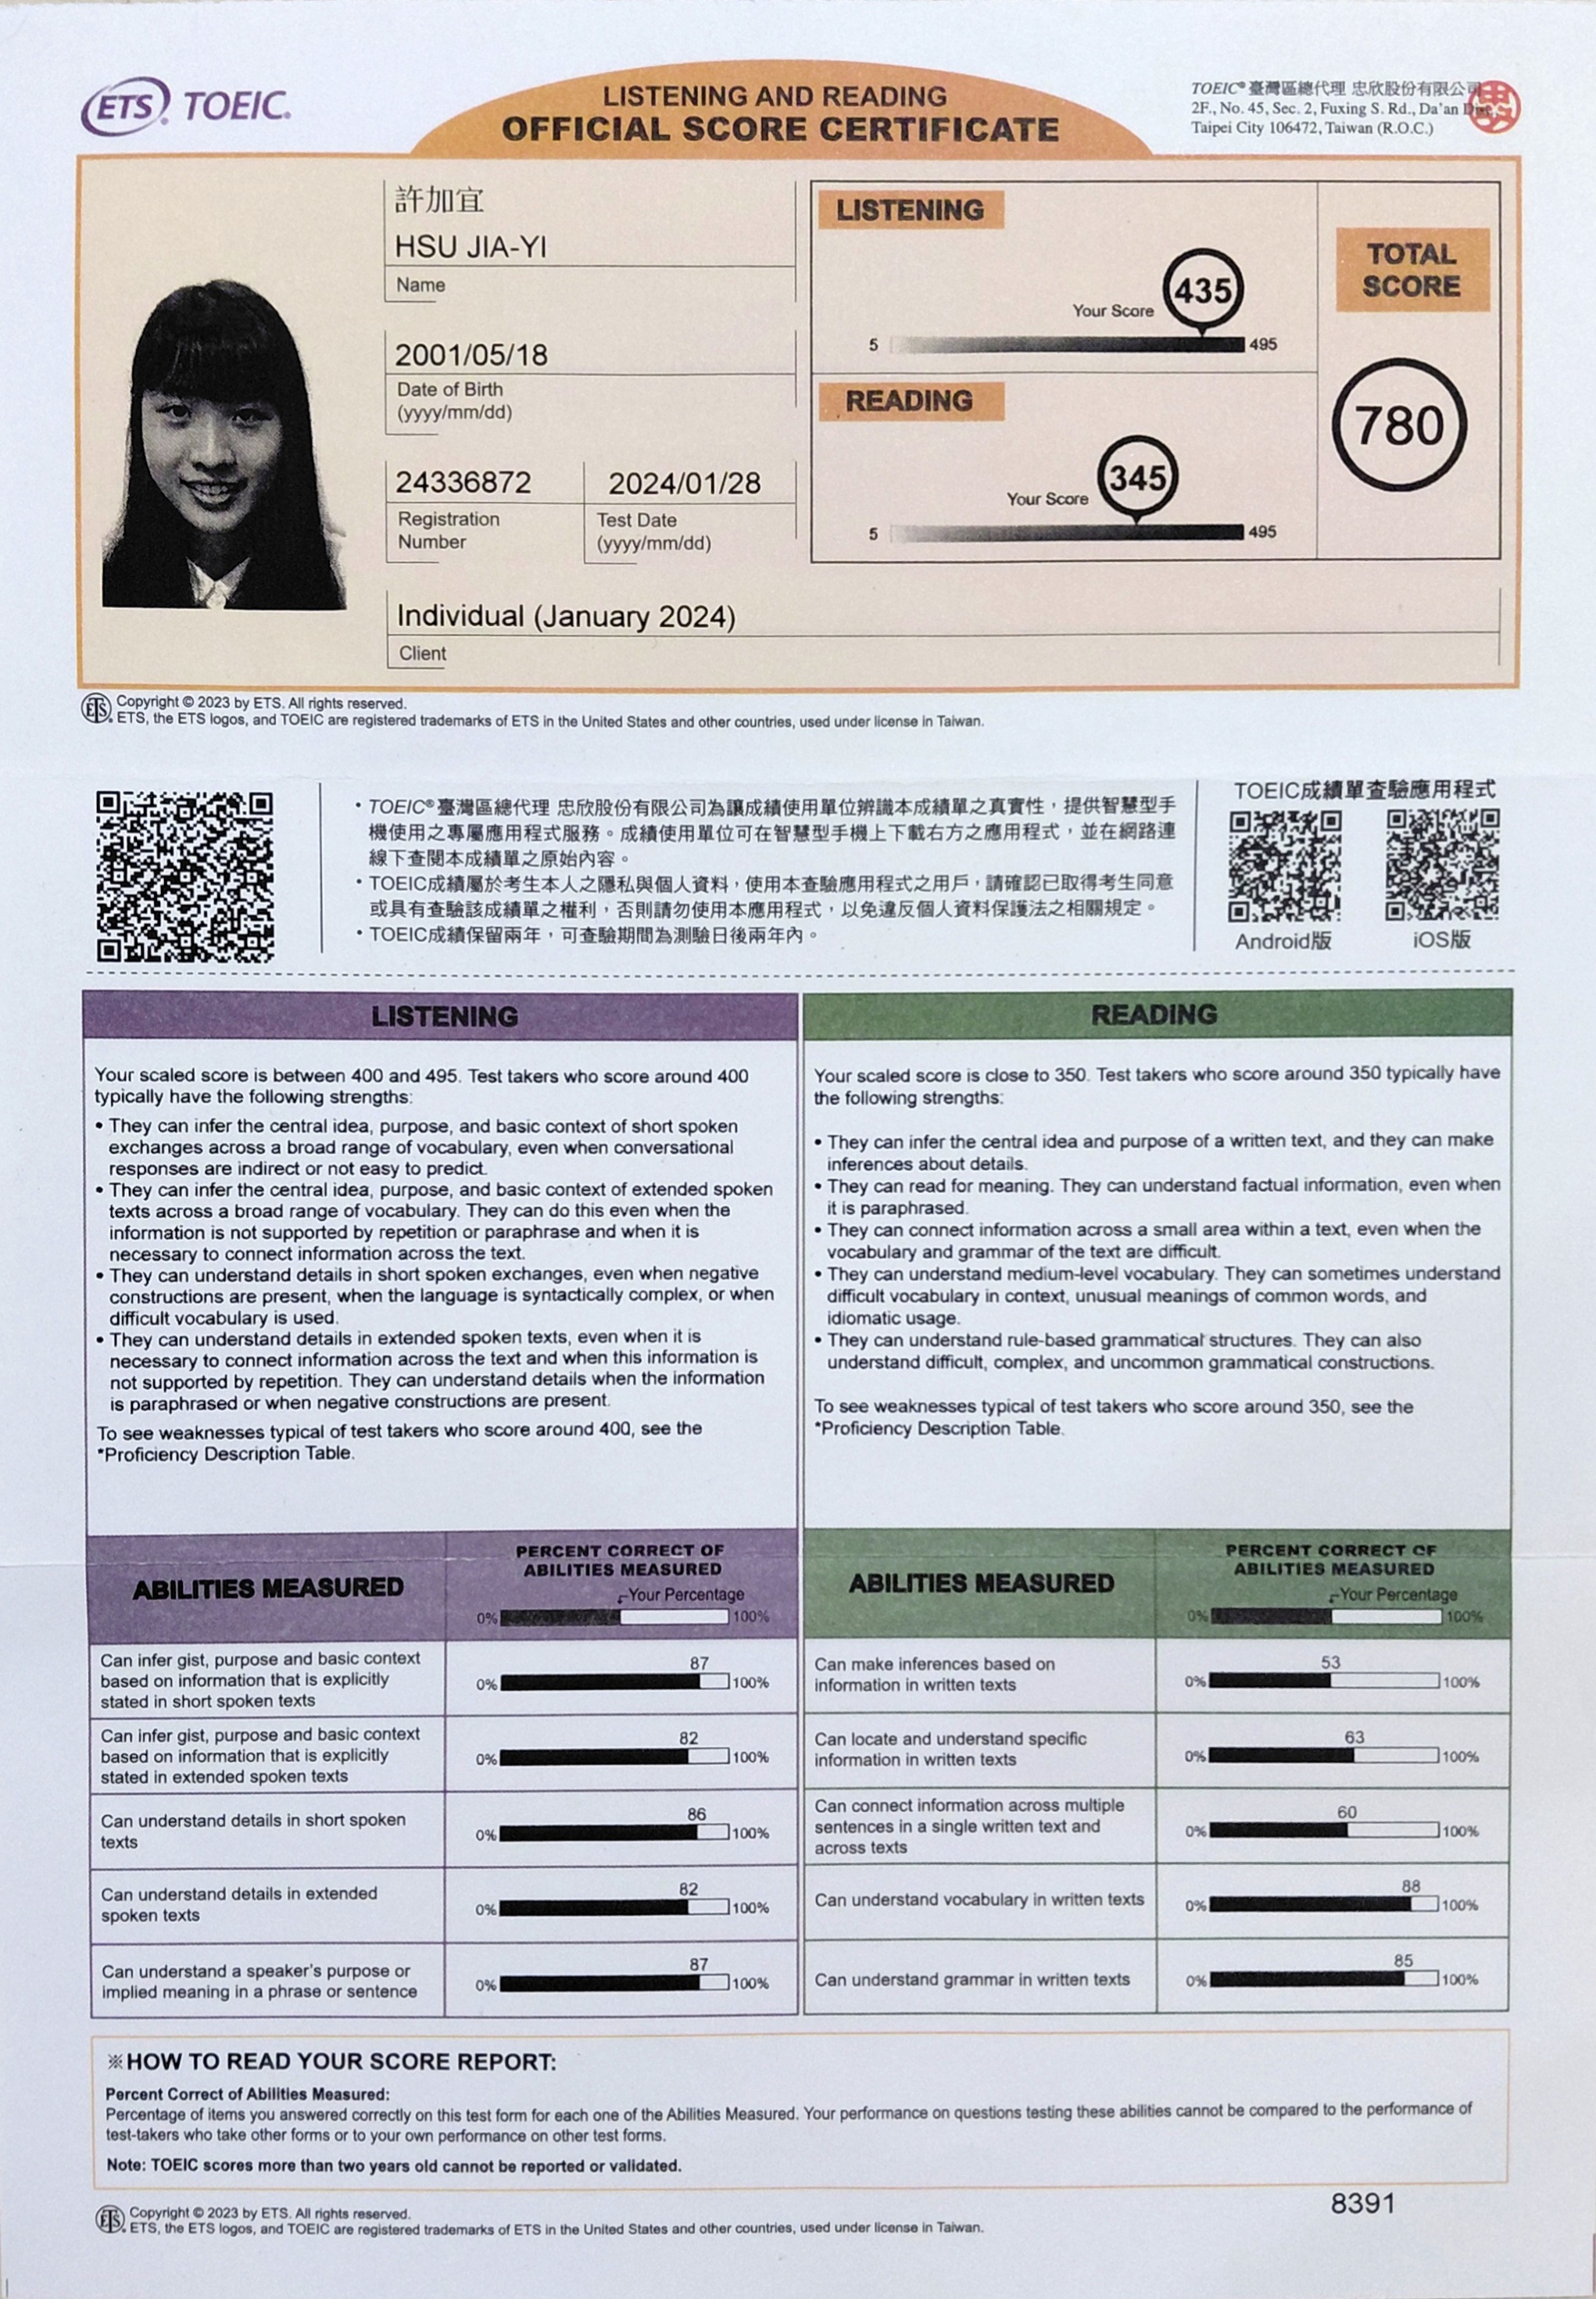 ETS® TOEIC®
LISTENING AND READING
OFFICIAL SCORE CERTIFICATE
TOEIC® 臺灣區總代理 忠欣股份有限公司
2F., No. 45, Sec. 2, Fuxing S. Rd., Da'an
Taipei City 106472, Taiwan (R.O.C.)
許加宜
HSU JIA-YI
Name
2001/05/18
Date of Birth
(yyyy/mm/dd)
24336872
Registration
Number
2024/01/28
Test Date
(yyyy/mm/dd)
Individual (January 2024)
Client
LISTENING
Your Score
435
5
495
READING
Your Score
345
5
495
TOTAL
SCORE
780
Copyright © 2023 by ETS. All rights reserved.
ETS, the ETS logos, and TOEIC are registered trademarks of ETS in the United States and other countries, used under license in Taiwan.
• TOEIC®臺灣區總代理 忠欣股份有限公司為讓成績使用單位辨識本成績單之真實性，提供智慧型手
機使用之專屬應用程式服務。成績使用單位可在智慧型手機上下載右方之應用程式，並在網路連
線下查閱本成績單之原始內容。
• TOEIC成績屬於考生本人之隱私與個人資料，使用本查驗應用程式之用戶，請確認已取得考生同意
或具有查驗該成績單之權利，否則請勿使用本應用程式，以免違反個人資料保護法之相關規定。
• TOEIC成績保留兩年，可查驗期間為測驗日後兩年內。
TOEIC成績單查驗應用程式
Android版
iOS版
LISTENING
Your scaled score is between 400 and 495. Test takers who score around 400
typically have the following strengths:
• They can infer the central idea, purpose, and basic context of short spoken
exchanges across a broad range of vocabulary, even when conversational
responses are indirect or not easy to predict.
• They can infer the central idea, purpose, and basic context of extended spoken
texts across a broad range of vocabulary. They can do this even when the
information is not supported by repetition or paraphrase and when it is
necessary to connect information across the text.
• They can understand details in short spoken exchanges, even when negative
constructions are present, when the language is syntactically complex, or when
difficult vocabulary is used.
• They can understand details in extended spoken texts, even when it is
necessary to connect information across the text and when this information is
not supported by repetition. They can understand details when the information
is paraphrased or when negative constructions are present.
To see weaknesses typical of test takers who score around 400, see the
*Proficiency Description Table.
READING
Your scaled score is close to 350. Test takers who score around 350 typically have
the following strengths:
• They can infer the central idea and purpose of a written text, and they can make
inferences about details.
• They can read for meaning. They can understand factual information, even when
it is paraphrased.
• They can connect information across a small area within a text, even when the
vocabulary and grammar of the text are difficult.
• They can understand medium-level vocabulary. They can sometimes understand
difficult vocabulary in context, unusual meanings of common words, and
idiomatic usage.
• They can understand rule-based grammatical structures. They can also
understand difficult, complex, and uncommon grammatical constructions.
To see weaknesses typical of test takers who score around 350, see the
*Proficiency Description Table.
ABILITIES MEASURED
PERCENT CORRECT OF
ABILITIES MEASURED
Your Percentage
0% 100%
Can infer gist, purpose and basic context
based on information that is explicitly
stated in short spoken texts
87
0% 100%
Can infer gist, purpose and basic context
based on information that is explicitly
stated in extended spoken texts
82
0% 100%
Can understand details in short spoken
texts
86
0% 100%
Can understand details in extended
spoken texts
82
0% 100%
Can understand a speaker's purpose or
implied meaning in a phrase or sentence
87
0% 100%
ABILITIES MEASURED
PERCENT CORRECT OF
ABILITIES MEASURED
Your Percentage
0% 100%
Can make inferences based on
information in written texts
53
0% 100%
Can locate and understand specific
information in written texts
63
0% 100%
Can connect information across multiple
sentences in a single written text and
across texts
60
0% 100%
Can understand vocabulary in written texts
88
0% 100%
Can understand grammar in written texts
85
0% 100%
※HOW TO READ YOUR SCORE REPORT:
Percent Correct of Abilities Measured:
Percentage of items you answered correctly on this test form for each one of the Abilities Measured. Your performance on questions testing these abilities cannot be compared to the performance of
test-takers who take other forms or to your own performance on other test forms.
Note: TOEIC scores more than two years old cannot be reported or validated.
8391
Copyright © 2023 by ETS. All rights reserved.
ETS, the ETS logos, and TOEIC are registered trademarks of ETS in the United States and other countries, used under license in Taiwan.